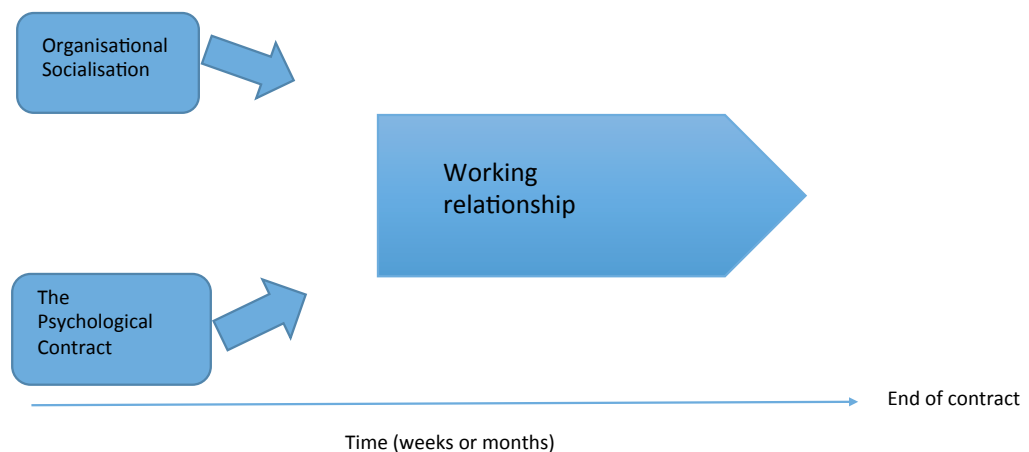 Organisational
Socialisation
Working
relationship
The
Psychological
Contract
End of contract
Time (weeks or months)